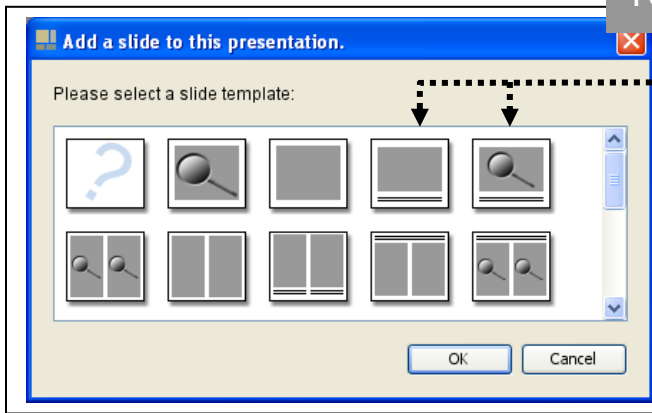 Add a slide to this presentation.
Please select a slide template:
?
OK
Cancel